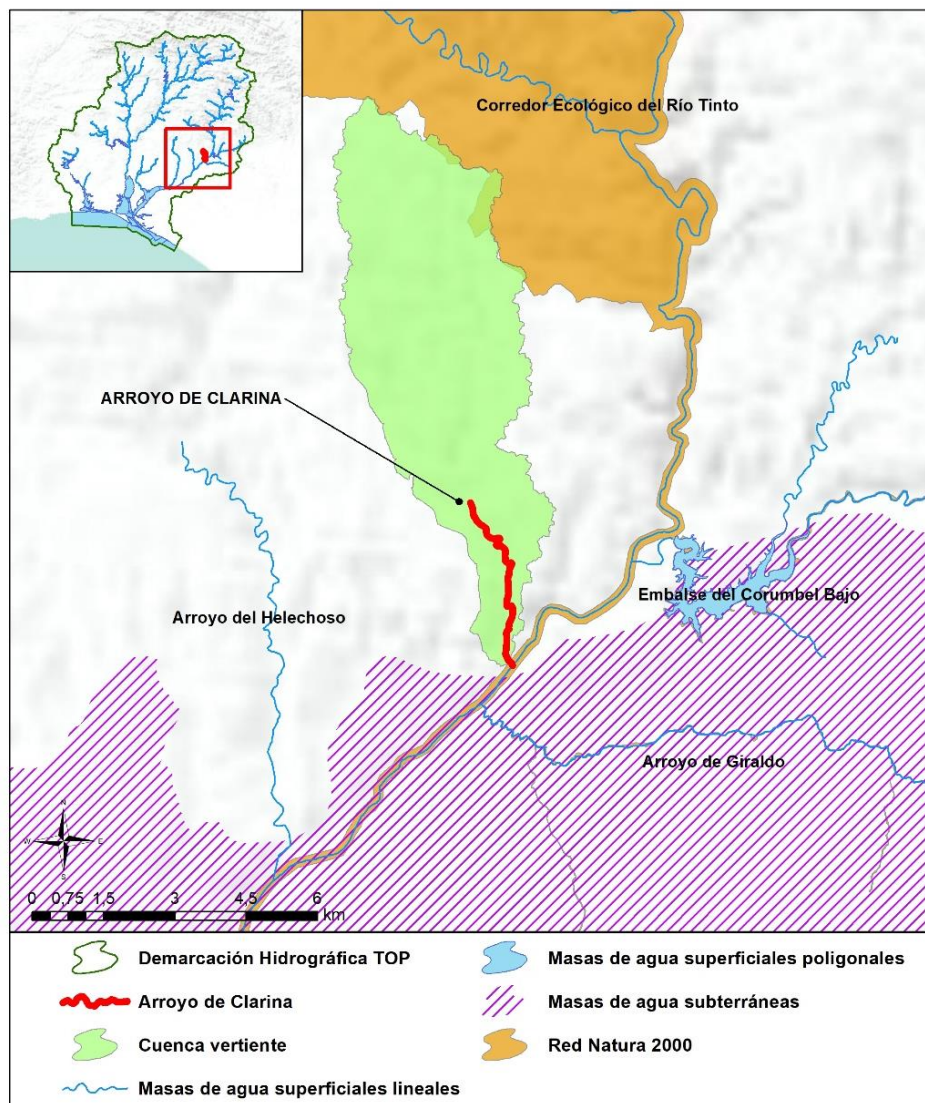 Corredor Ecológico del Río Tinto
ARROYO DE CLARINA
Arroyo del Helechoso
Embalse del Corumbel Bajo
Arroyo de Giraldo
N
W E
S
0 0,75 1,5 3 4,5 6
km
Demarcación Hidrográfica TOP
Masas de agua superficiales poligonales
Arroyo de Clarina
Masas de agua subterráneas
Cuenca vertiente
Red Natura 2000
Masas de agua superficiales lineales